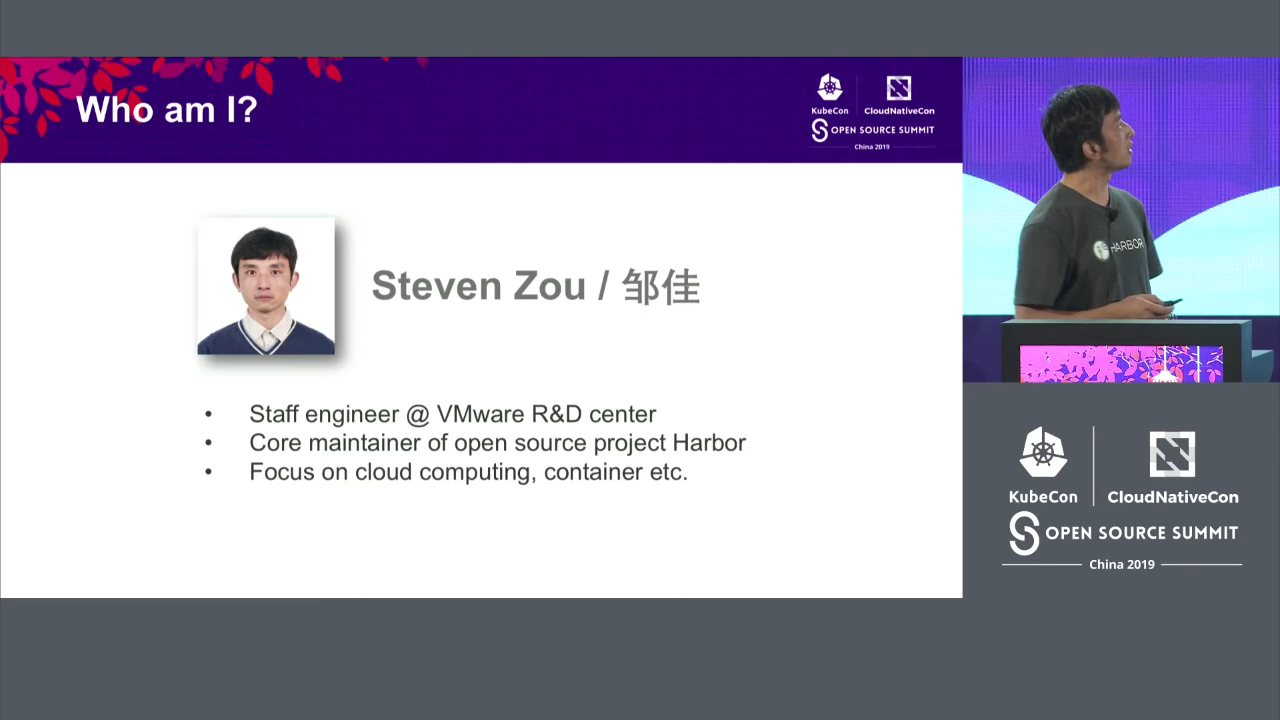 Who am I?
KubeCon
CloudNativeCon
OPEN SOURCE SUMMIT
China 2019
Steven Zou / 邹佳
• Staff engineer @ VMware R&D center
• Core maintainer of open source project Harbor
• Focus on cloud computing, container etc.
HARBOR
KubeCon
CloudNativeCon
OPEN SOURCE SUMMIT
China 2019